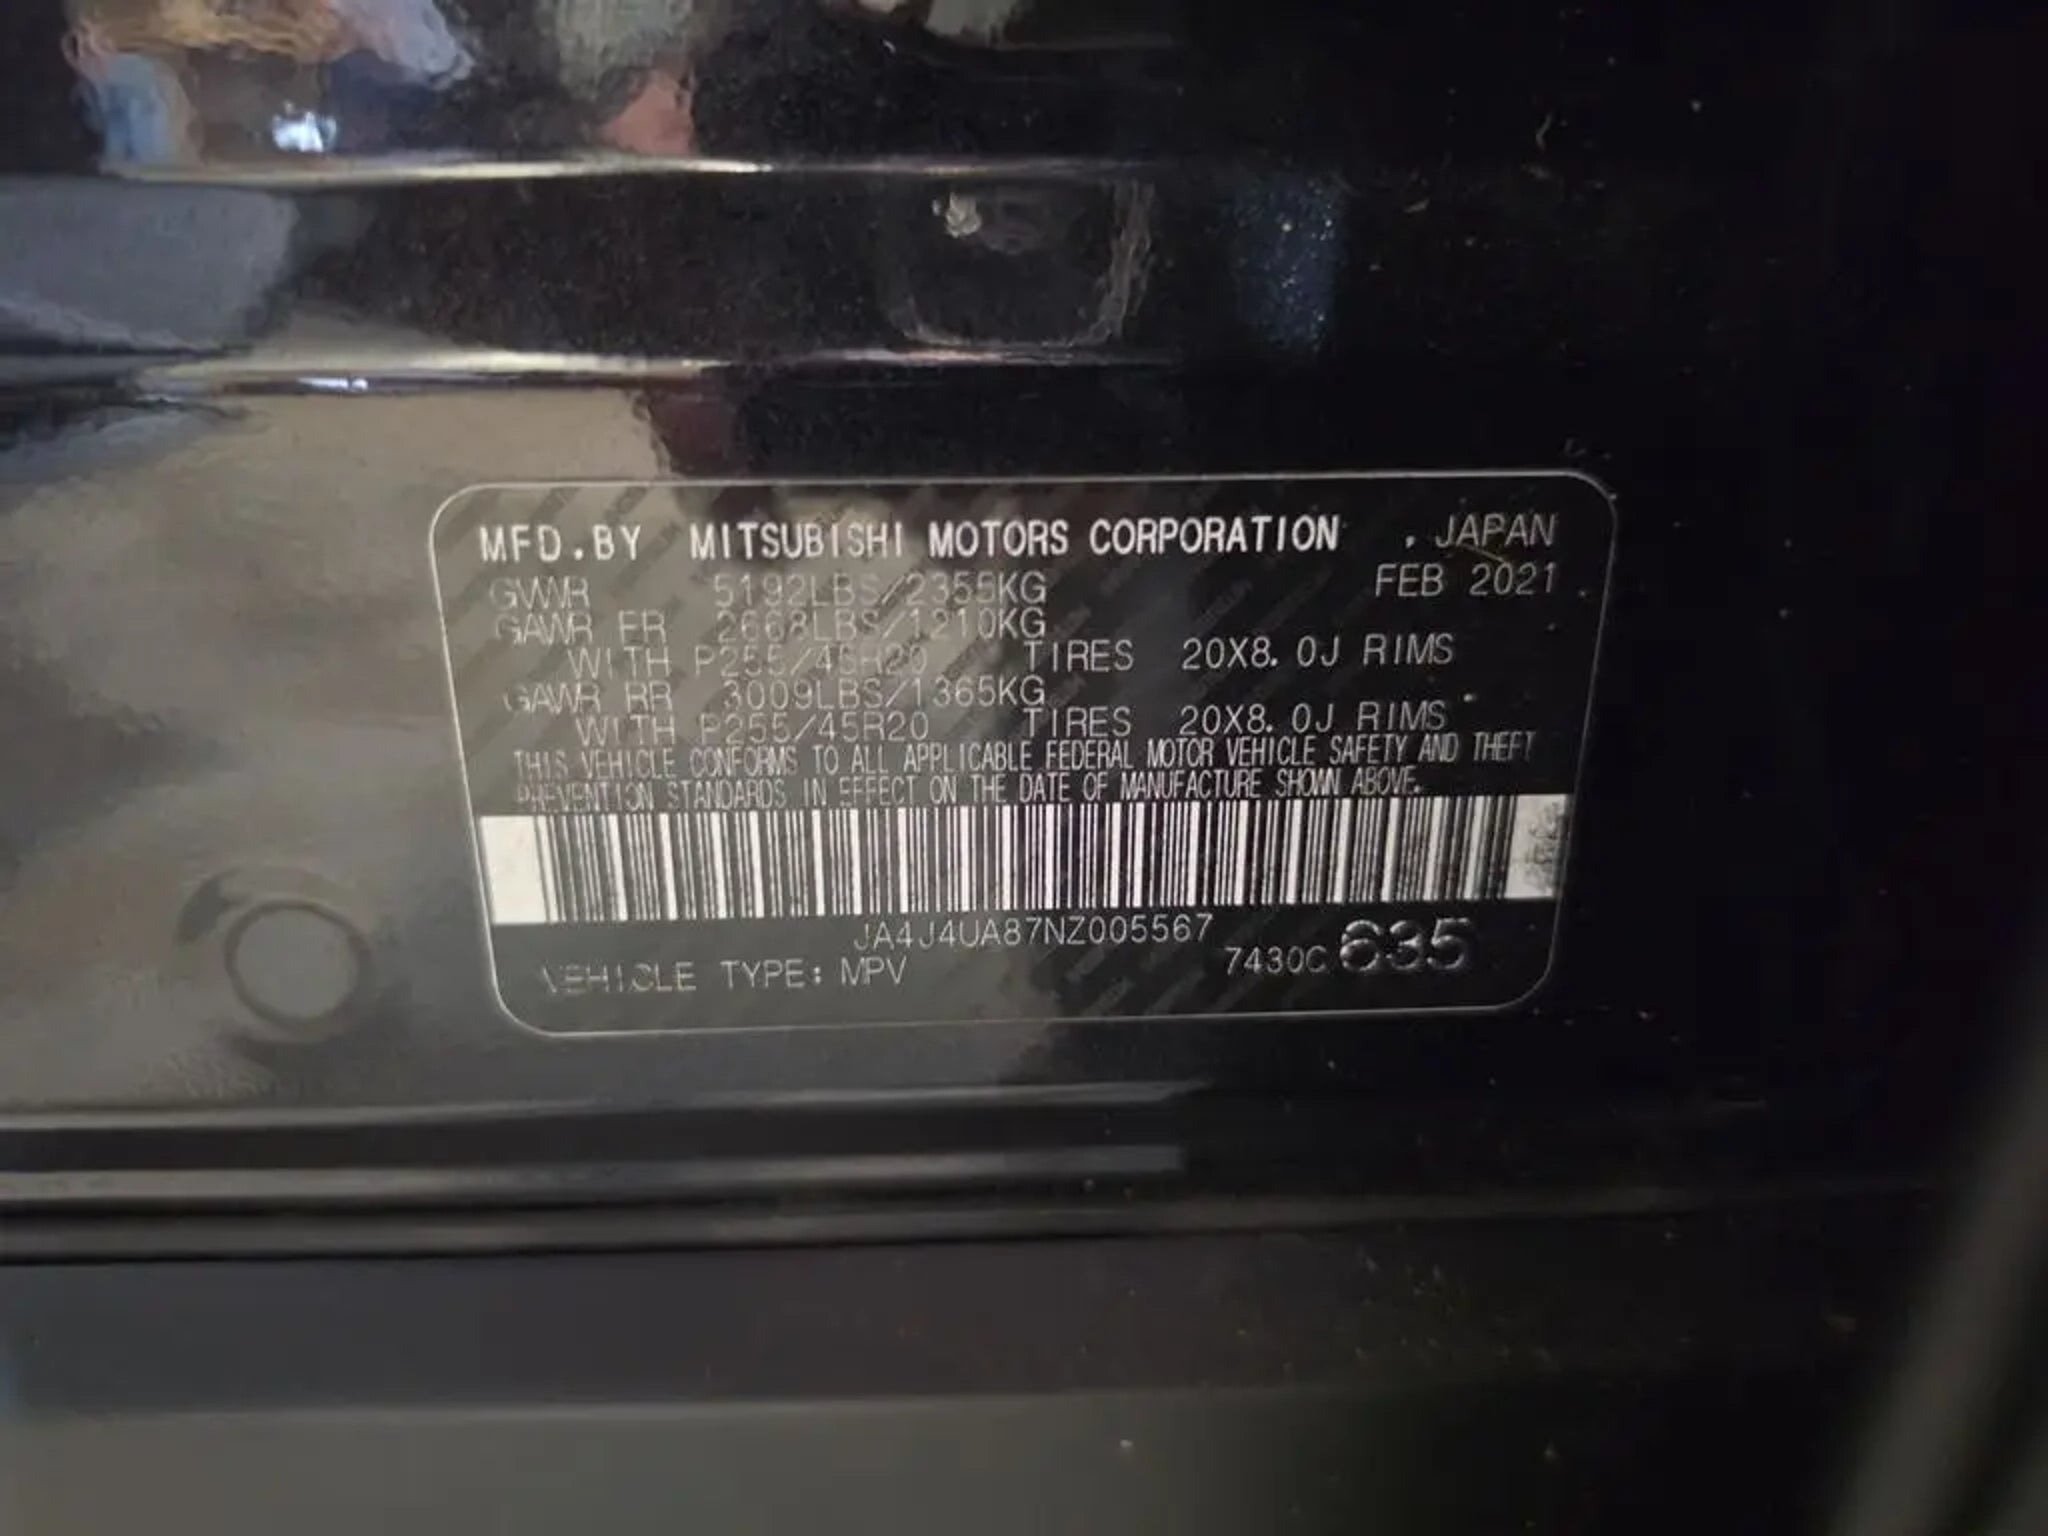 MFD.BY MITSUBISHI MOTORS CORPORATION . JAPAN
GVWR 5192LBS/2355KG FEB 2021
GAWR FR 2668LBS/1210KG
WITH P255/45R20 TIRES 20X8.0J RIMS
GAWR RR 3009LBS/1365KG
WITH P255/45R20 TIRES 20X8.0J RIMS
THIS VEHICLE CONFORMS TO ALL APPLICABLE FEDERAL MOTOR VEHICLE SAFETY AND THEFT
PREVENTION STANDARDS IN EFFECT ON THE DATE OF MANUFACTURE SHOWN ABOVE.
JA4J4UA87NZ005567
VEHICLE TYPE: MPV 7430C 635